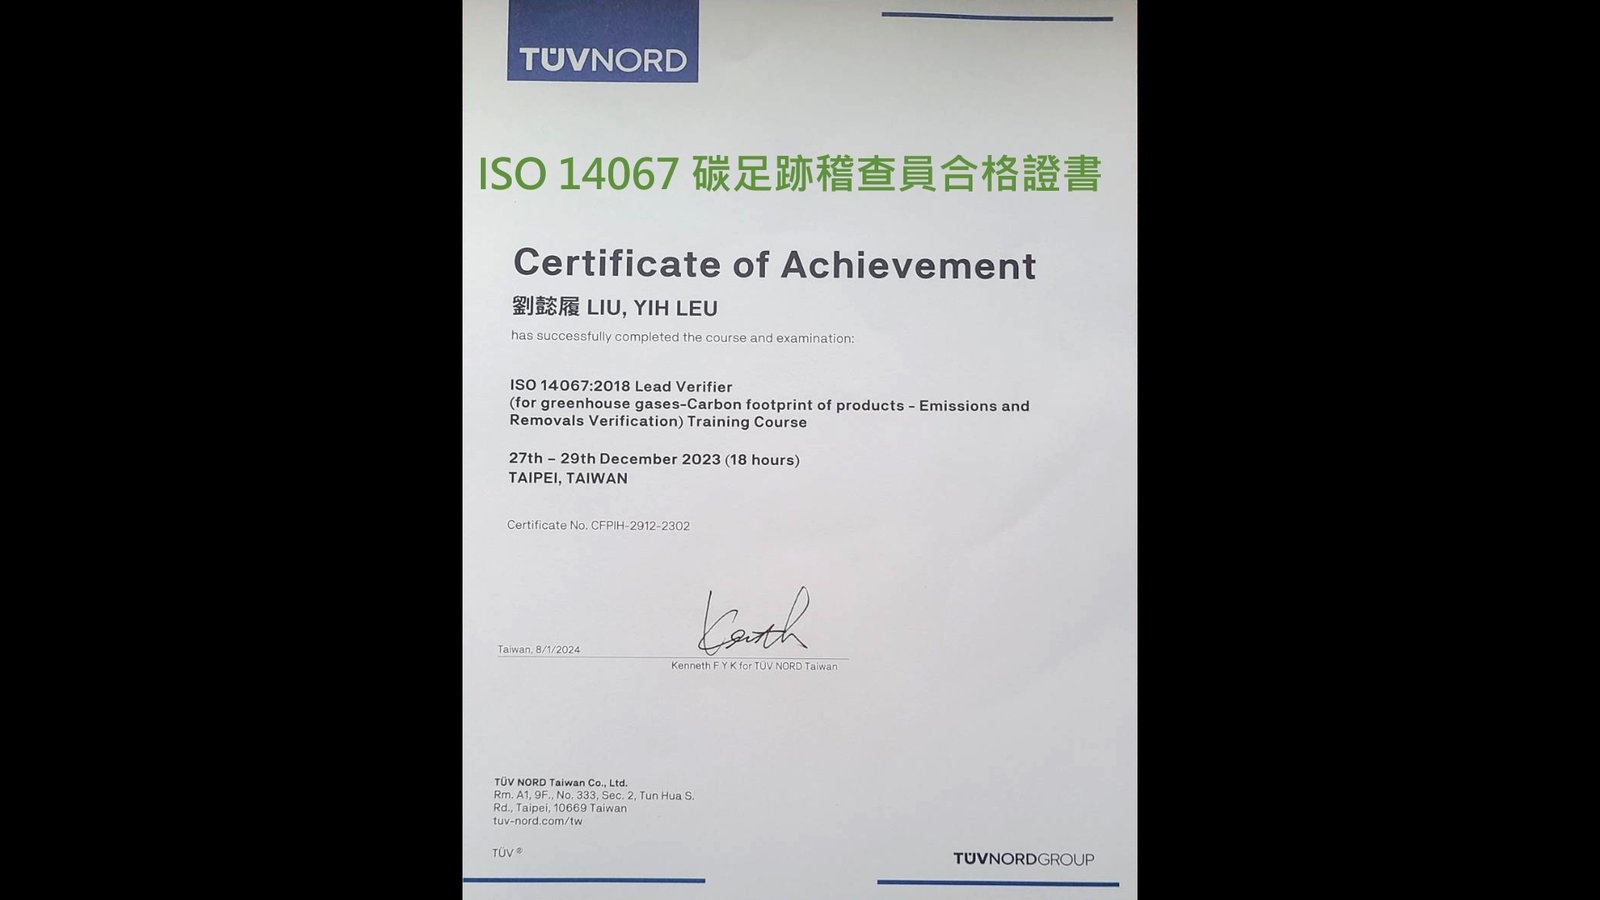 TÜVNORD
ISO 14067 碳足跡稽查員合格證書
Certificate of Achievement
劉懿履 LIU, YIH LEU
has successfully completed the course and examination:
ISO 14067:2018 Lead Verifier
(for greenhouse gases-Carbon footprint of products - Emissions and
Removals Verification) Training Course
27th – 29th December 2023 (18 hours)
TAIPEI, TAIWAN
Certificate No. CFPIH-2912-2302
Taiwan, 8/1/2024
Kenneth F Y K for TÜV NORD Taiwan
TÜV NORD Taiwan Co., Ltd.
Rm. A1, 9F., No. 333, Sec. 2, Tun Hua S.
Rd., Taipei, 10669 Taiwan
tuv-nord.com/tw
TÜV ®
TÜVNORDGROUP